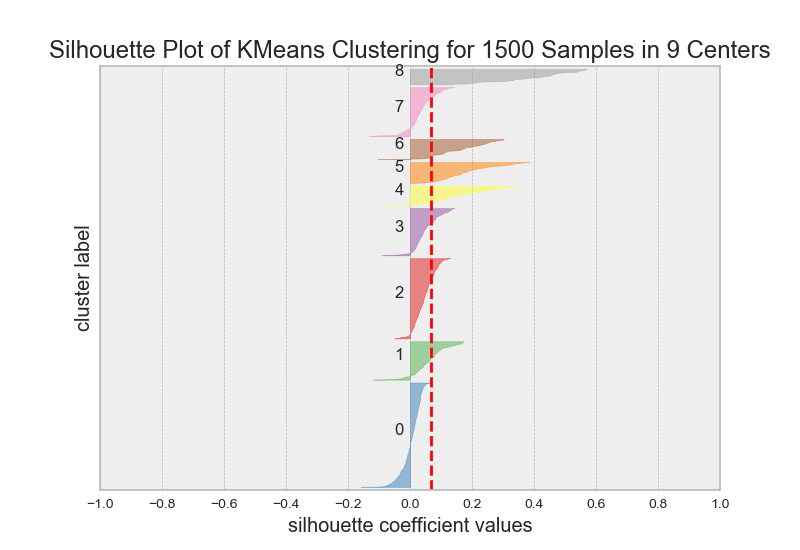 Silhouette Plot of KMeans Clustering for 1500 Samples in 9 Centers
8
7
6
5
4
3
2
1
0
cluster label
−1.0 −0.8 −0.6 −0.4 −0.2 0.0 0.2 0.4 0.6 0.8 1.0
silhouette coefficient values